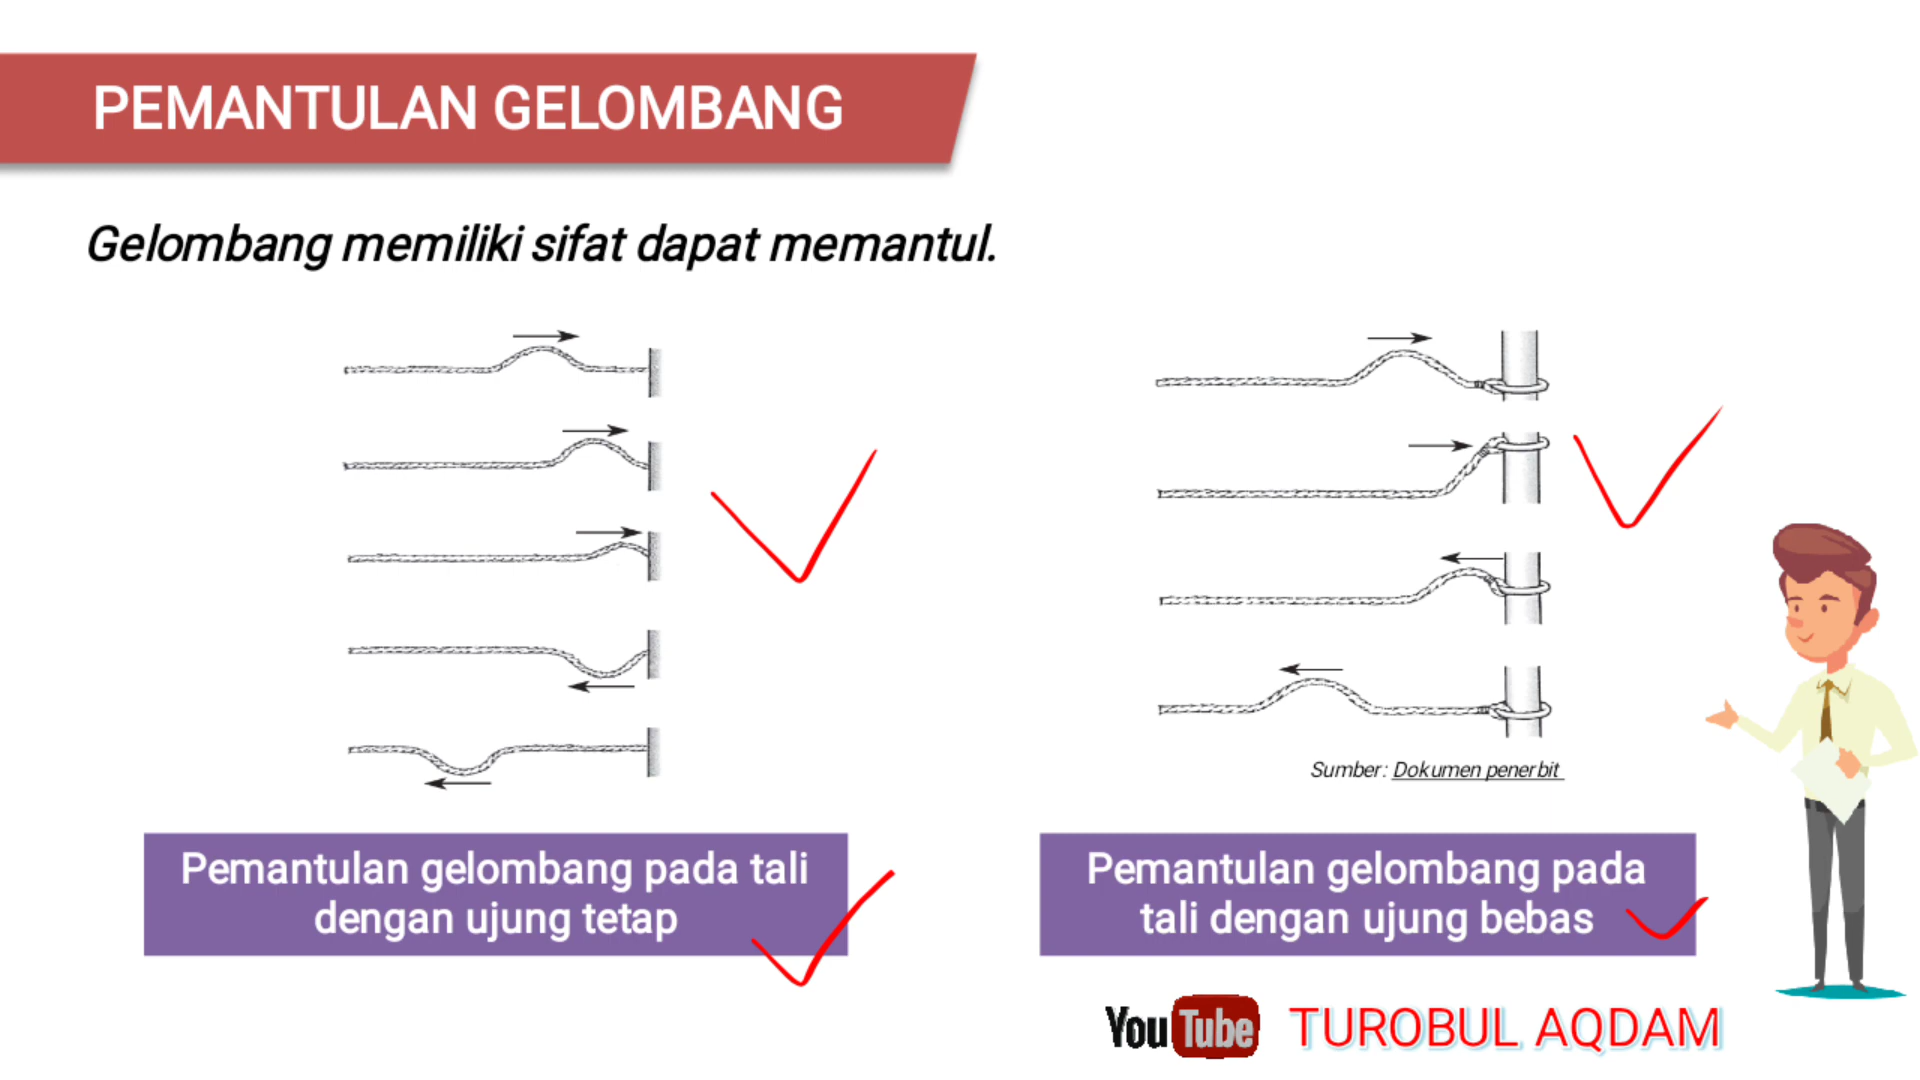 PEMANTULAN GELOMBANG
Gelombang memiliki sifat dapat memantul.
Sumber: Dokumen penerbit
Pemantulan gelombang pada tali
dengan ujung tetap
Pemantulan gelombang pada
tali dengan ujung bebas
YouTube TUROBUL AQDAM